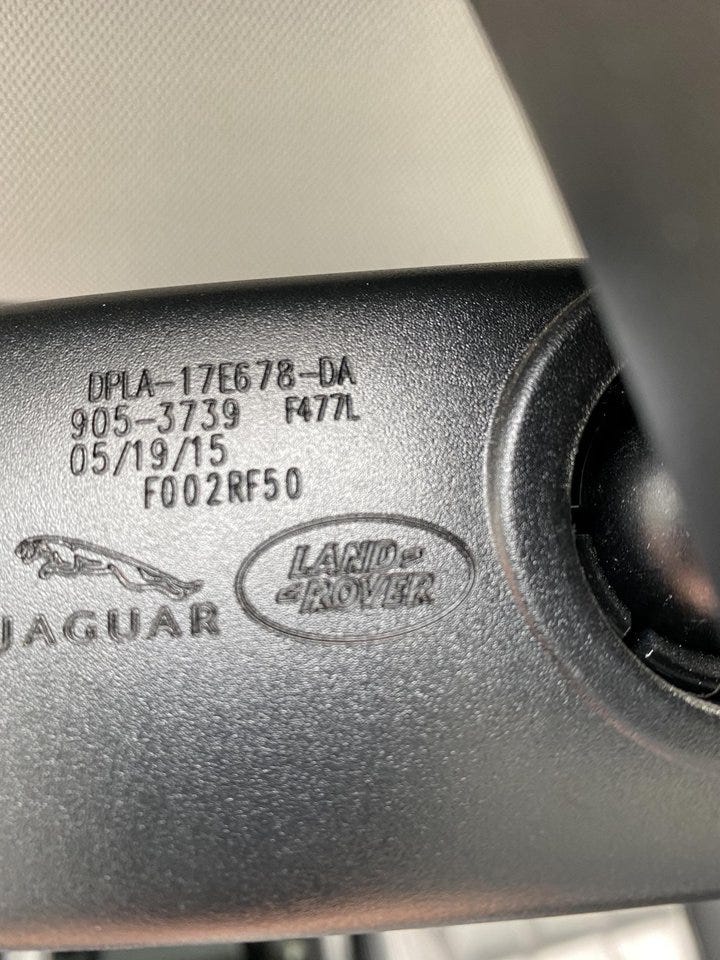 DPLA-17E678-DA
905-3739 F477L
05/19/15
F002RF50
JAGUAR
LAND-
-ROVER